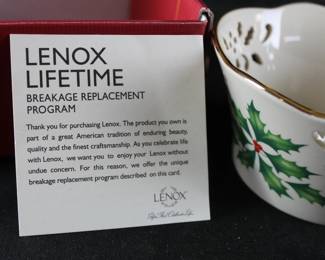 LENOX
LIFETIME
BREAKAGE REPLACEMENT
PROGRAM
Thank you for purchasing Lenox. The product you own is
part of a great American tradition of enduring beauty,
quality and the finest craftsmanship. As you celebrate life
with Lenox, we want you to enjoy your Lenox without
undue concern. For this reason, we offer the unique
breakage replacement program described on this card.
LENOX